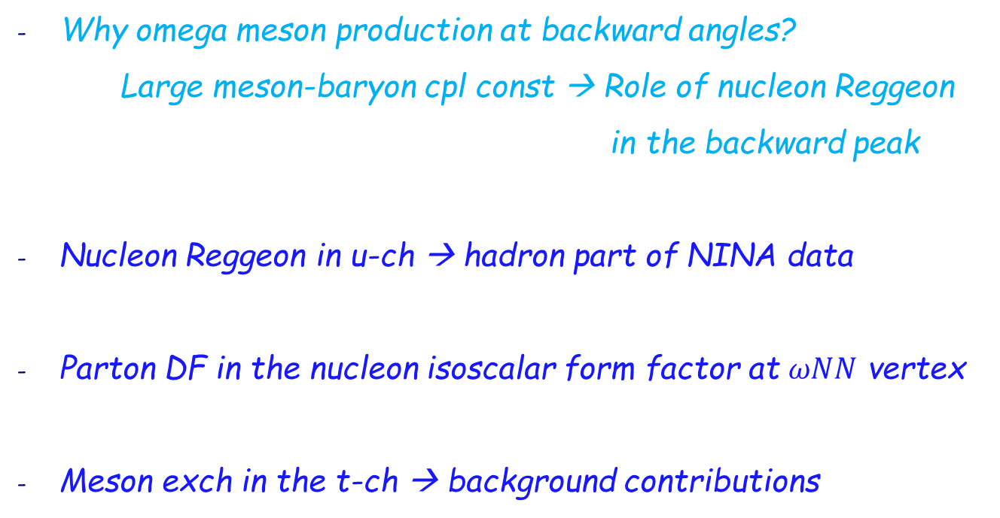 - Why omega meson production at backward angles?
Large meson-baryon cpl const → Role of nucleon Reggeon
in the backward peak
- Nucleon Reggeon in u-ch → hadron part of NINA data
- Parton DF in the nucleon isoscalar form factor at ωNN vertex
- Meson exch in the t-ch → background contributions